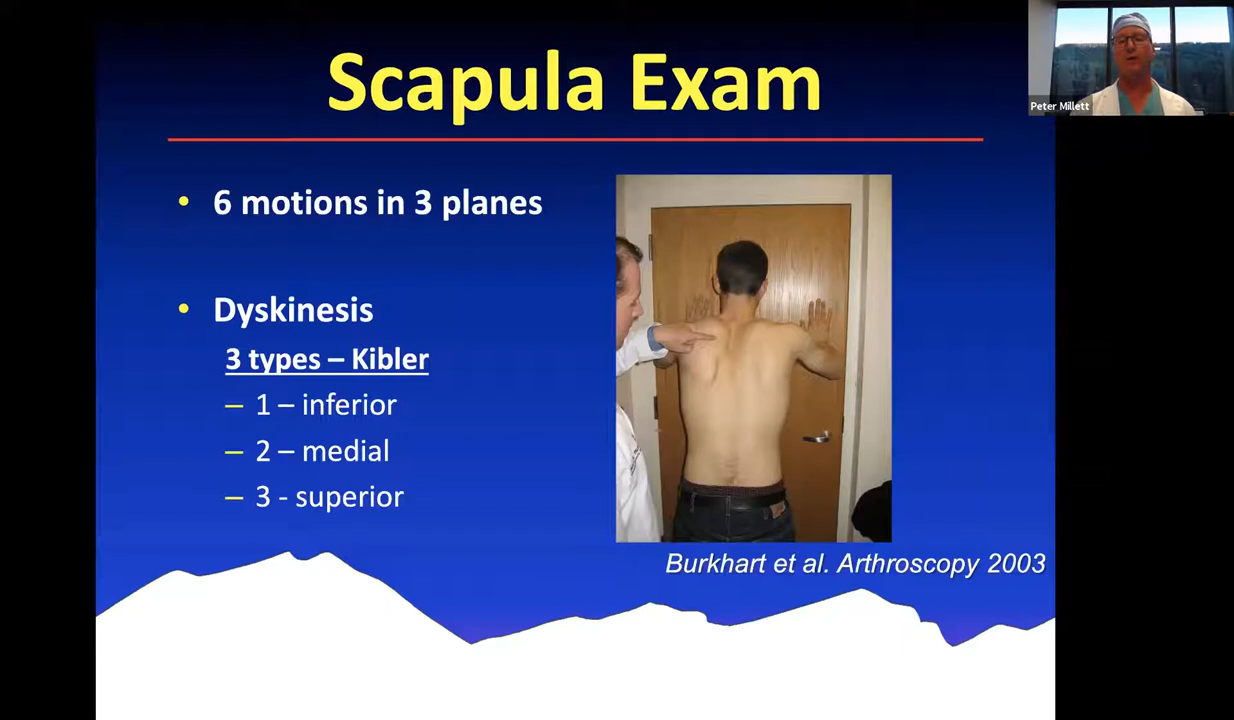 Scapula Exam
Peter Millett
• 6 motions in 3 planes
• Dyskinesis
3 types – Kibler
– 1 – inferior
– 2 – medial
– 3 - superior
Burkhart et al. Arthroscopy 2003